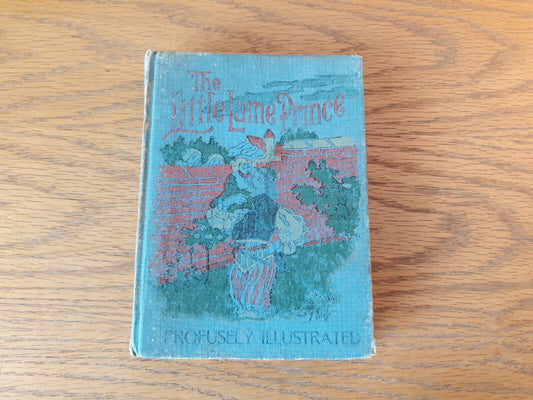 The
Little Lame Prince
PROFUSELY ILLUSTRATED